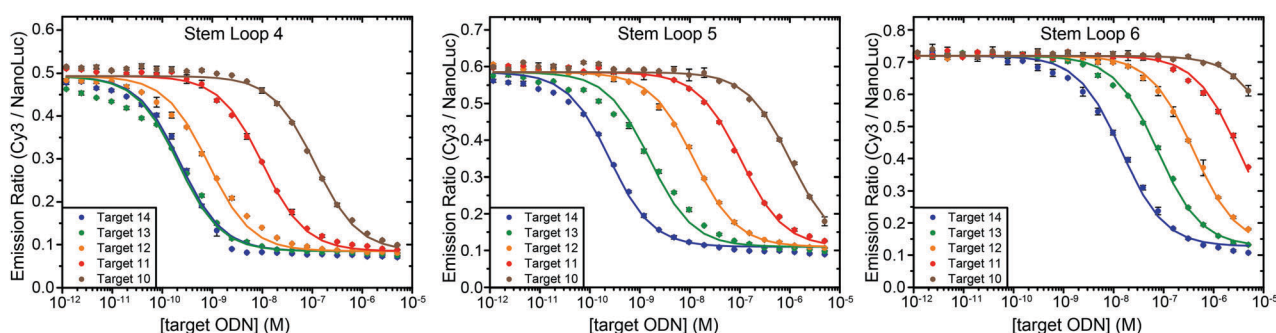 Stem Loop 4
Emission Ratio (Cy3 / NanoLuc)
0.6
0.5
0.4
0.3
0.2
0.1
0.0
Target 14
Target 13
Target 12
Target 11
Target 10
10⁻¹² 10⁻¹¹ 10⁻¹⁰ 10⁻⁹ 10⁻⁸ 10⁻⁷ 10⁻⁶ 10⁻⁵
[target ODN] (M)
Stem Loop 5
Emission Ratio (Cy3 / NanoLuc)
0.7
0.6
0.5
0.4
0.3
0.2
0.1
0.0
Target 14
Target 13
Target 12
Target 11
Target 10
10⁻¹² 10⁻¹¹ 10⁻¹⁰ 10⁻⁹ 10⁻⁸ 10⁻⁷ 10⁻⁶ 10⁻⁵
[target ODN] (M)
Stem Loop 6
Emission Ratio (Cy3 / NanoLuc)
0.8
0.7
0.6
0.5
0.4
0.3
0.2
0.1
0.0
Target 14
Target 13
Target 12
Target 11
Target 10
10⁻¹² 10⁻¹¹ 10⁻¹⁰ 10⁻⁹ 10⁻⁸ 10⁻⁷ 10⁻⁶ 10⁻⁵
[target ODN] (M)